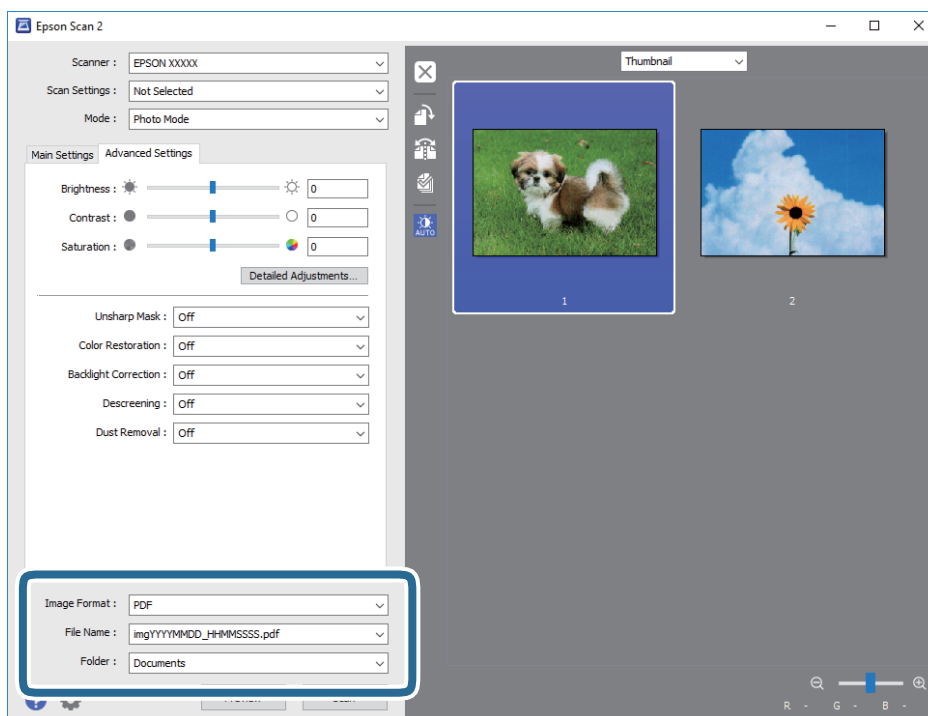 Epson Scan 2
Scanner : EPSON XXXXX
Scan Settings : Not Selected
Mode : Photo Mode
Main Settings Advanced Settings
Brightness : 0
Contrast : 0
Saturation : 0
Detailed Adjustments...
Unsharp Mask : Off
Color Restoration : Off
Backlight Correction : Off
Descreening : Off
Dust Removal : Off
Image Format : PDF
File Name : imgYYYYMMDD_HHMMSSSS.pdf
Folder : Documents
Thumbnail
AUTO
1
2
R - G - B -